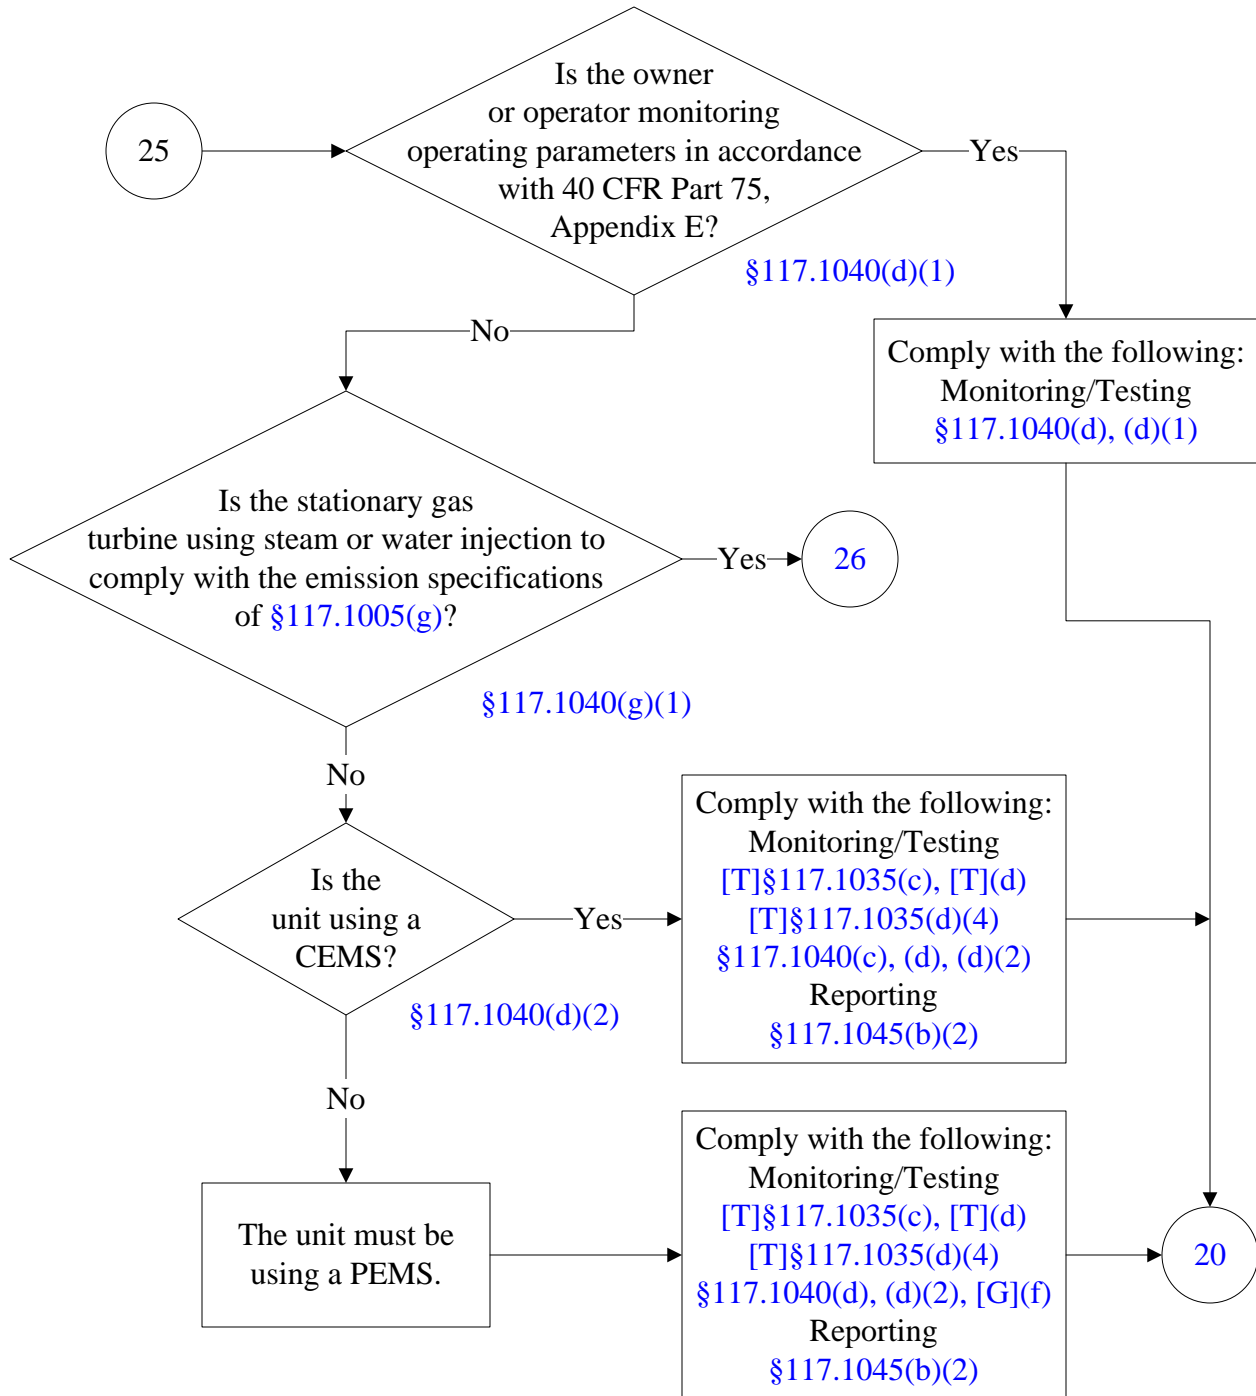 25
Is the owner
or operator monitoring
operating parameters in accordance
with 40 CFR Part 75,
Appendix E?
Yes
§117.1040(d)(1)
No
Comply with the following:
Monitoring/Testing
§117.1040(d), (d)(1)
Is the stationary gas
turbine using steam or water injection to
comply with the emission specifications
of §117.1005(g)?
Yes
26
§117.1040(g)(1)
No
Is the
unit using a
CEMS?
Yes
§117.1040(d)(2)
Comply with the following:
Monitoring/Testing
[T]§117.1035(c), [T](d)
[T]§117.1035(d)(4)
§117.1040(c), (d), (d)(2)
Reporting
§117.1045(b)(2)
No
The unit must be
using a PEMS.
Comply with the following:
Monitoring/Testing
[T]§117.1035(c), [T](d)
[T]§117.1035(d)(4)
§117.1040(d), (d)(2), [G](f)
Reporting
§117.1045(b)(2)
20